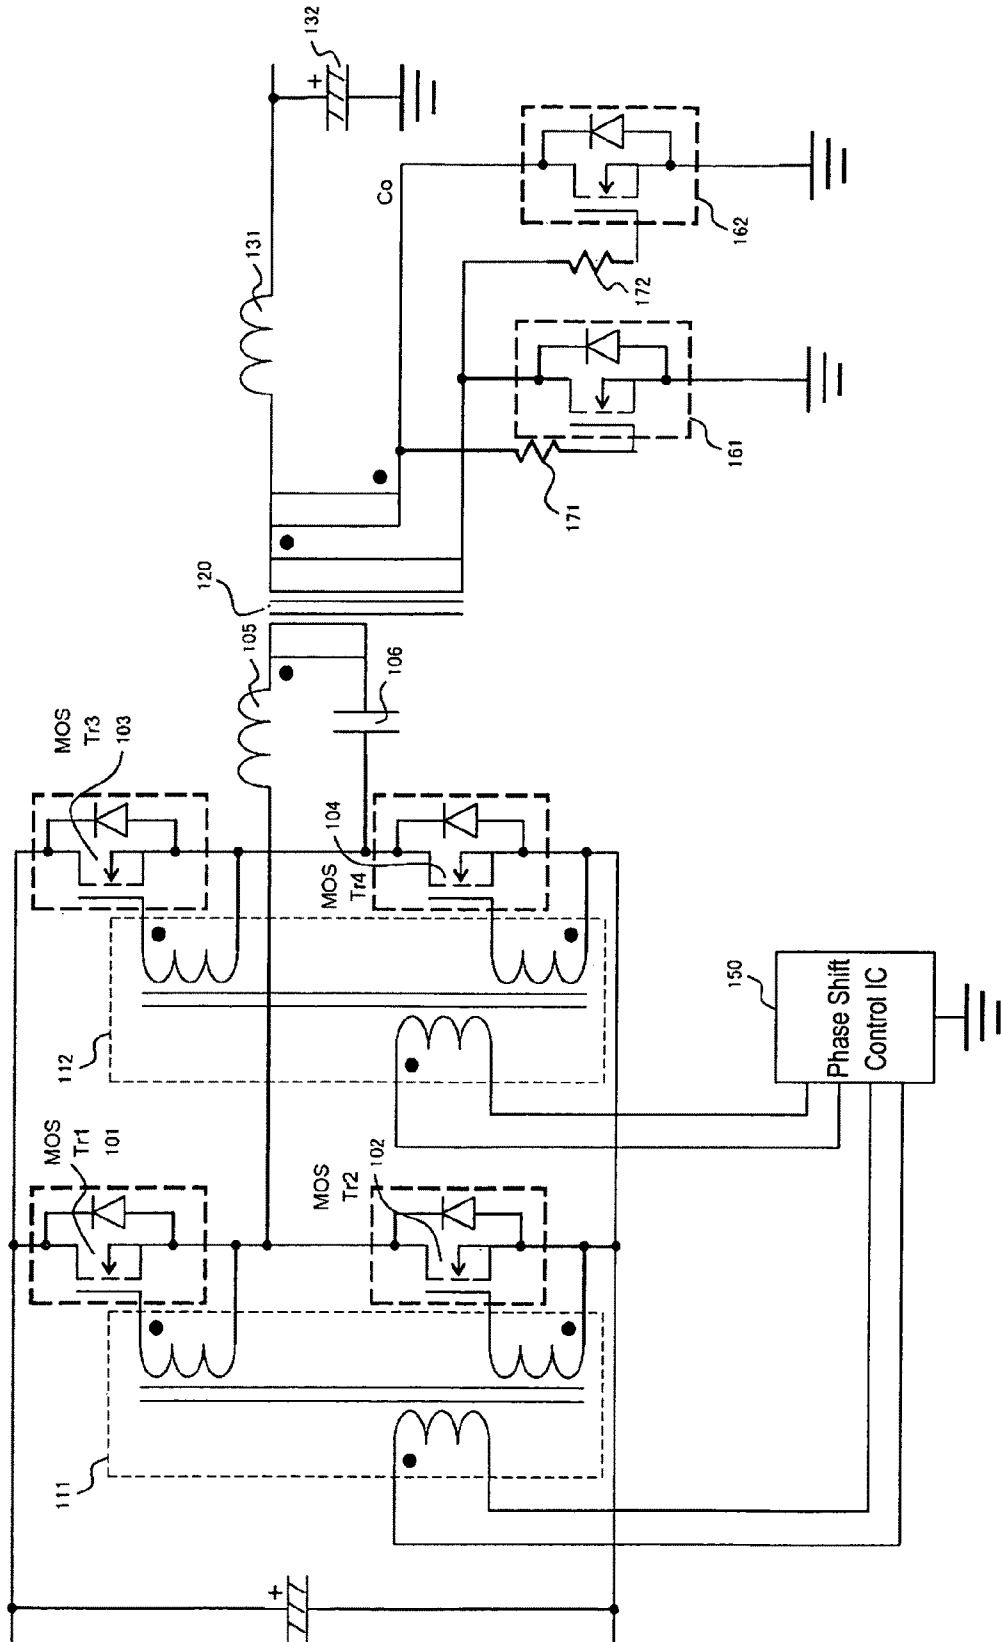 132
+
Co
131
162
172
161
171
120
105
106
MOS
Tr3
103
104
MOS
Tr4
150
Phase Shift
Control IC
112
MOS
Tr1
101
MOS
Tr2
102
111
+